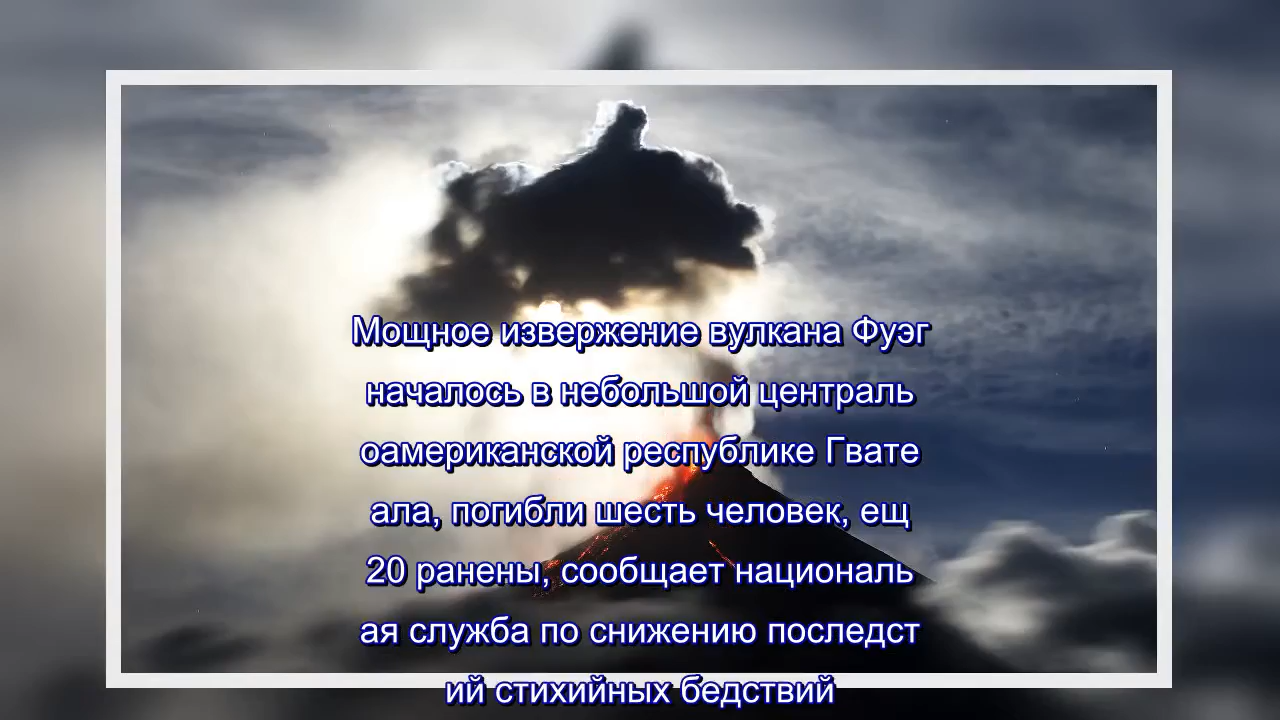 Мощное извержение вулкана Фуэг
началось в небольшой централь
оамериканской республике Гвате
ала, погибли шесть человек, ещ
20 ранены, сообщает националь
ая служба по снижению последст
ий стихийных бедствий